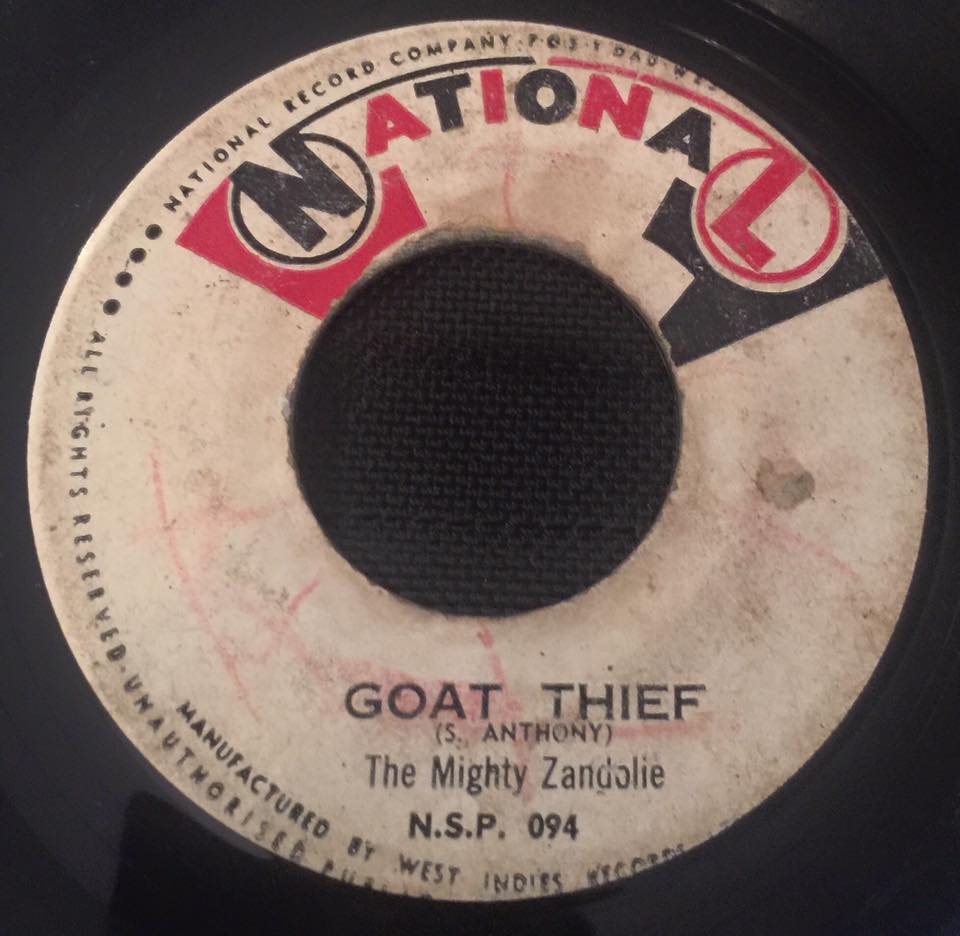 NATIONAL RECORD COMPANY
NATIONAL
ALL RIGHTS RESERVED·UNAUTHORISED
GOAT THIEF
(S. ANTHONY)
The Mighty Zandolie
N.S.P. 094
MANUFACTURED BY WEST INDIES RECORDS